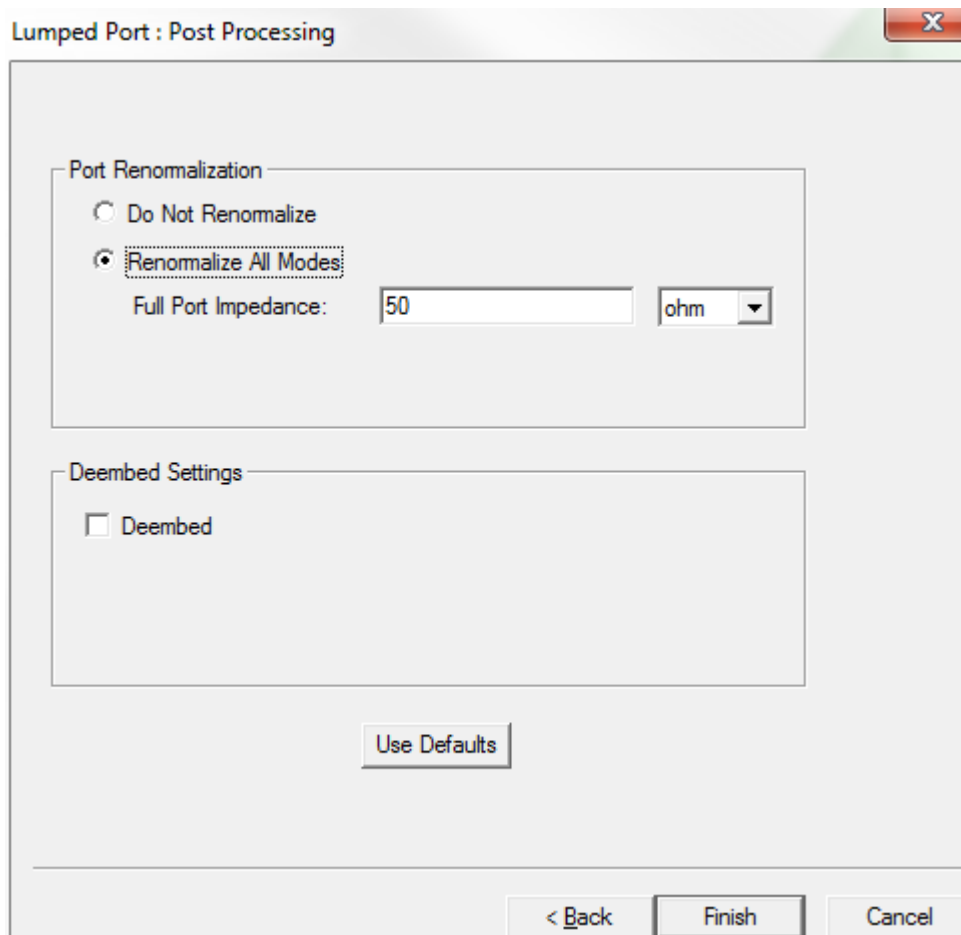 Lumped Port : Post Processing
Port Renormalization
Do Not Renormalize
Renormalize All Modes
Full Port Impedance: 50 ohm
Deembed Settings
Deembed
Use Defaults
< Back Finish Cancel